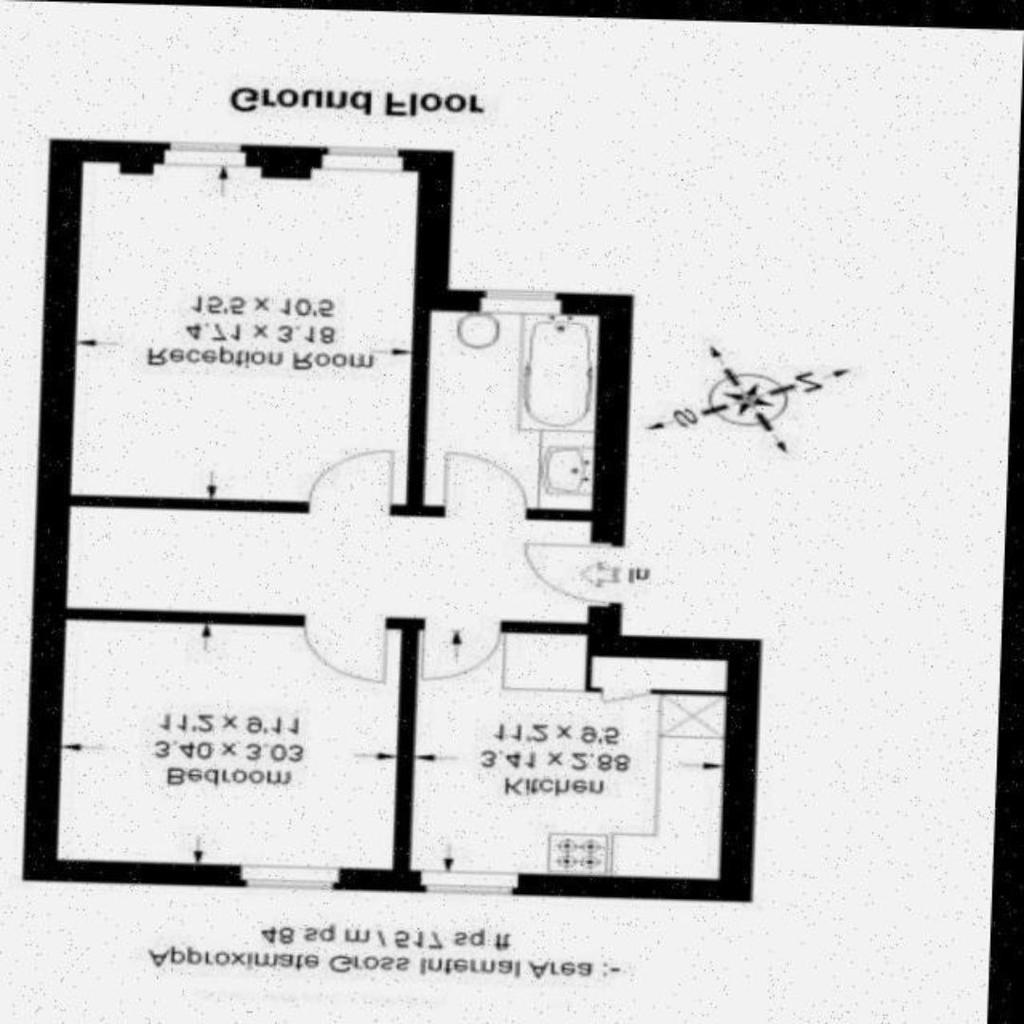 Approximate Gross Internal Area :-
48 sq m / 517 sq ft
Bedroom
3.40 x 3.03
11'2 x 9'11
Kitchen
3.41 x 2.88
11'2 x 9'5
In
Reception Room
4.71 x 3.18
15'5 x 10'5
S
N
Ground Floor